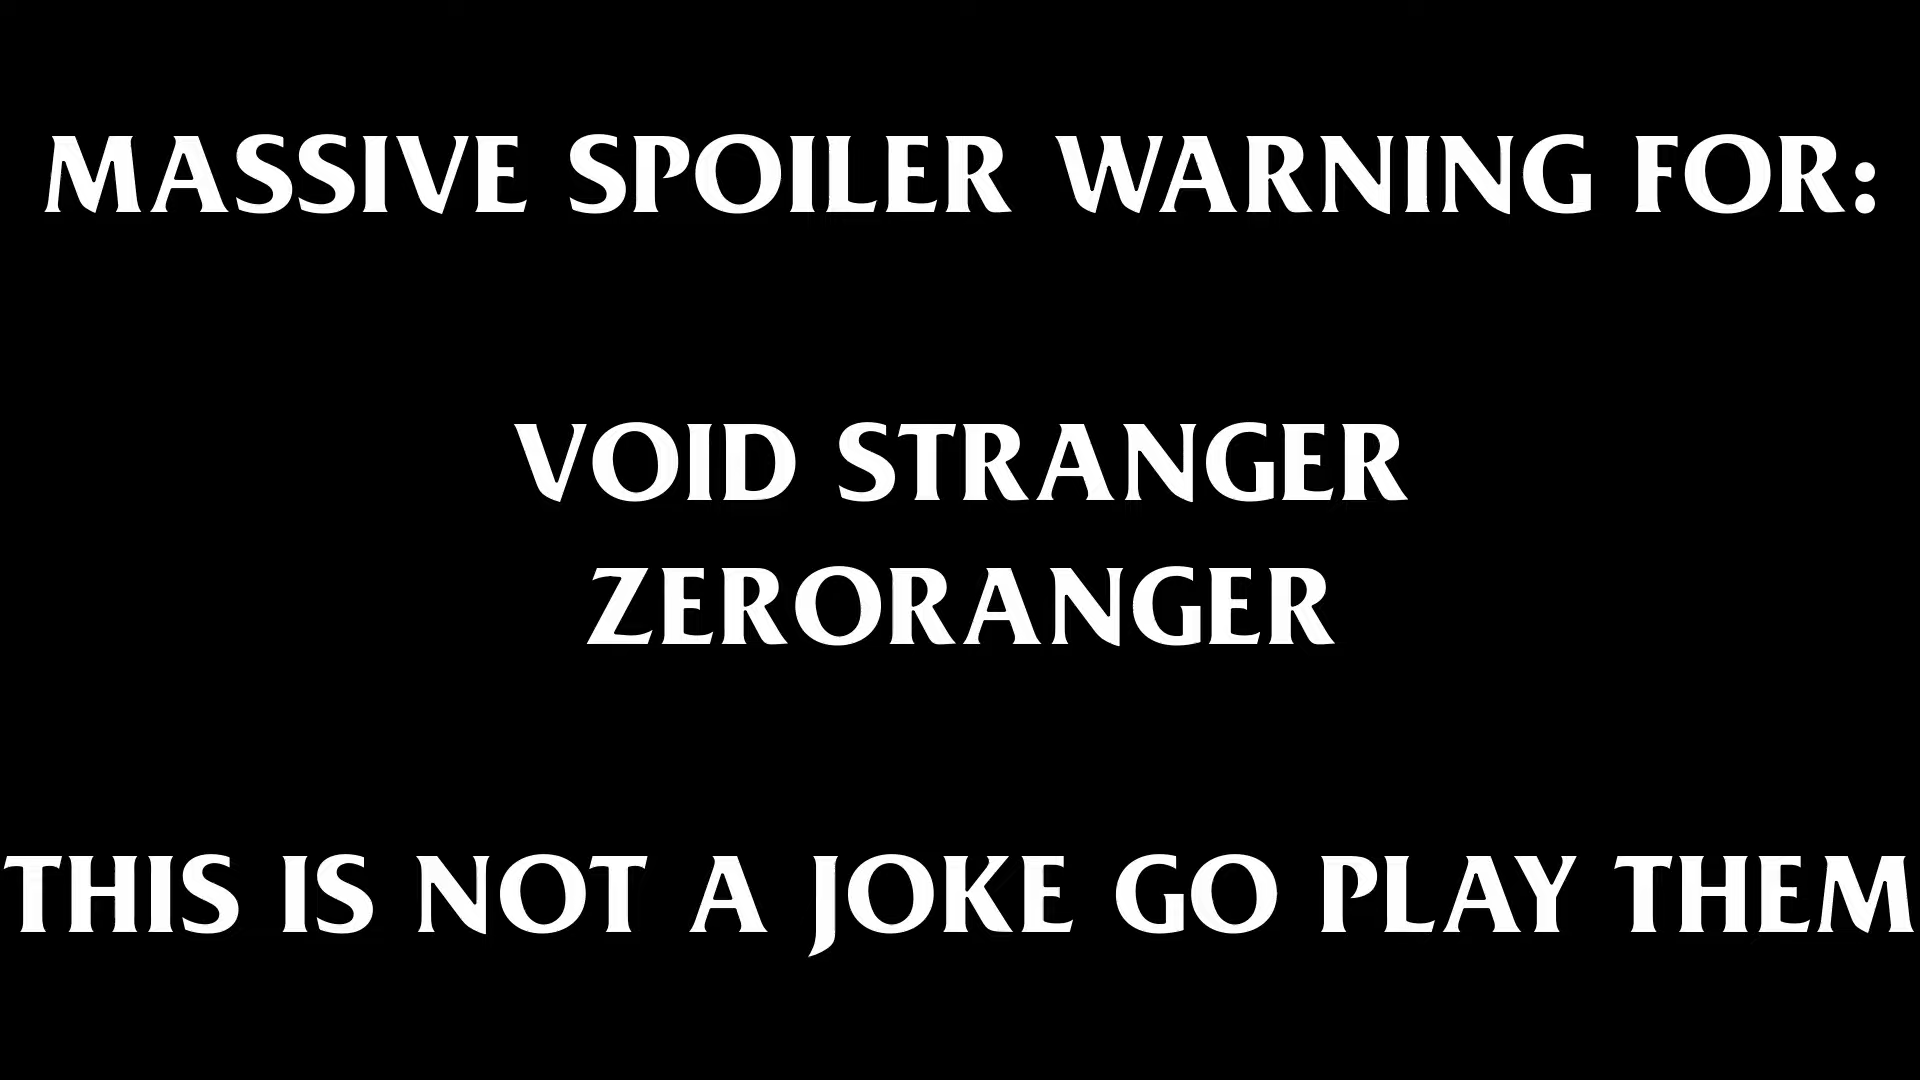 MASSIVE SPOILER WARNING FOR:
VOID STRANGER
ZERORANGER
THIS IS NOT A JOKE GO PLAY THEM